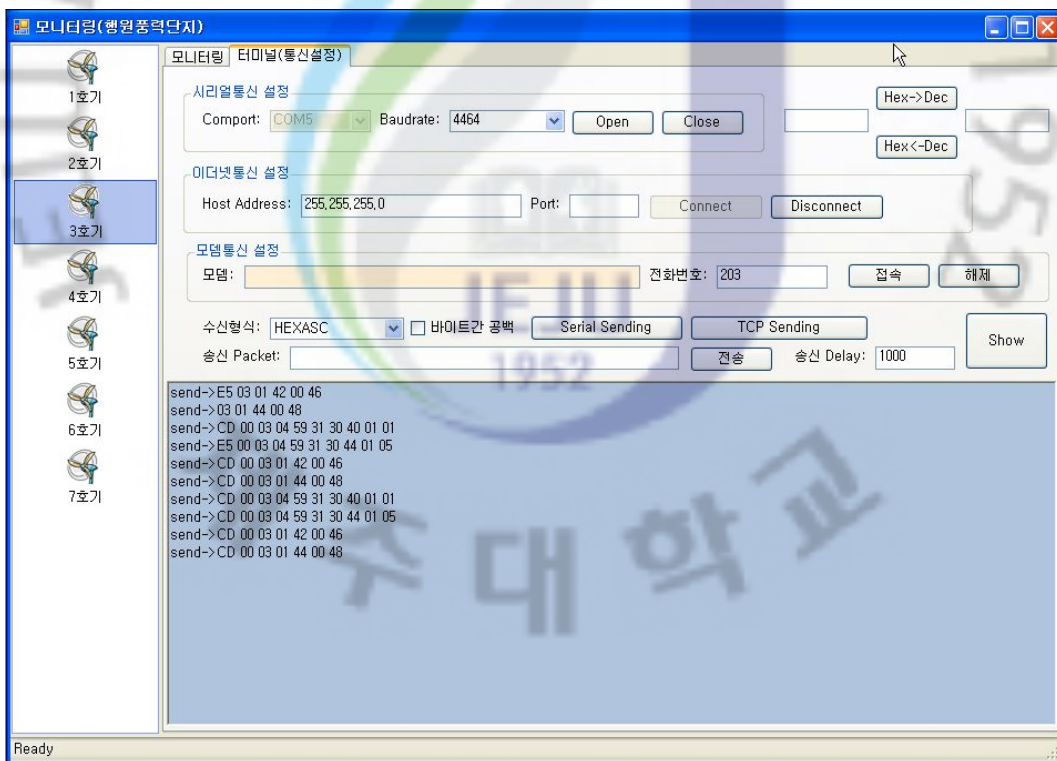 모니터링(행원풍력단지)
1호기
2호기
3호기
4호기
5호기
6호기
7호기
모니터링 터미널(통신설정)
시리얼통신 설정
Comport: COM5 Baudrate: 4464 Open Close
Hex->Dec
Hex<-Dec
이더넷통신 설정
Host Address: 255,255,255,0 Port: Connect Disconnect
모뎀통신 설정
모뎀: 전화번호: 203 접속 해제
수신형식: HEXASC 바이트간 공백 Serial Sending TCP Sending
송신 Packet: 전송 송신 Delay: 1000
Show
send->E5 03 01 42 00 46
send->03 01 44 00 48
send->CD 00 03 04 59 31 30 40 01 01
send->E5 00 03 04 59 31 30 44 01 05
send->CD 00 03 01 42 00 46
send->CD 00 03 01 44 00 48
send->CD 00 03 04 59 31 30 40 01 01
send->CD 00 03 04 59 31 30 44 01 05
send->CD 00 03 01 42 00 46
send->CD 00 03 01 44 00 48
Ready
JEJU
1952
1952
주대학교